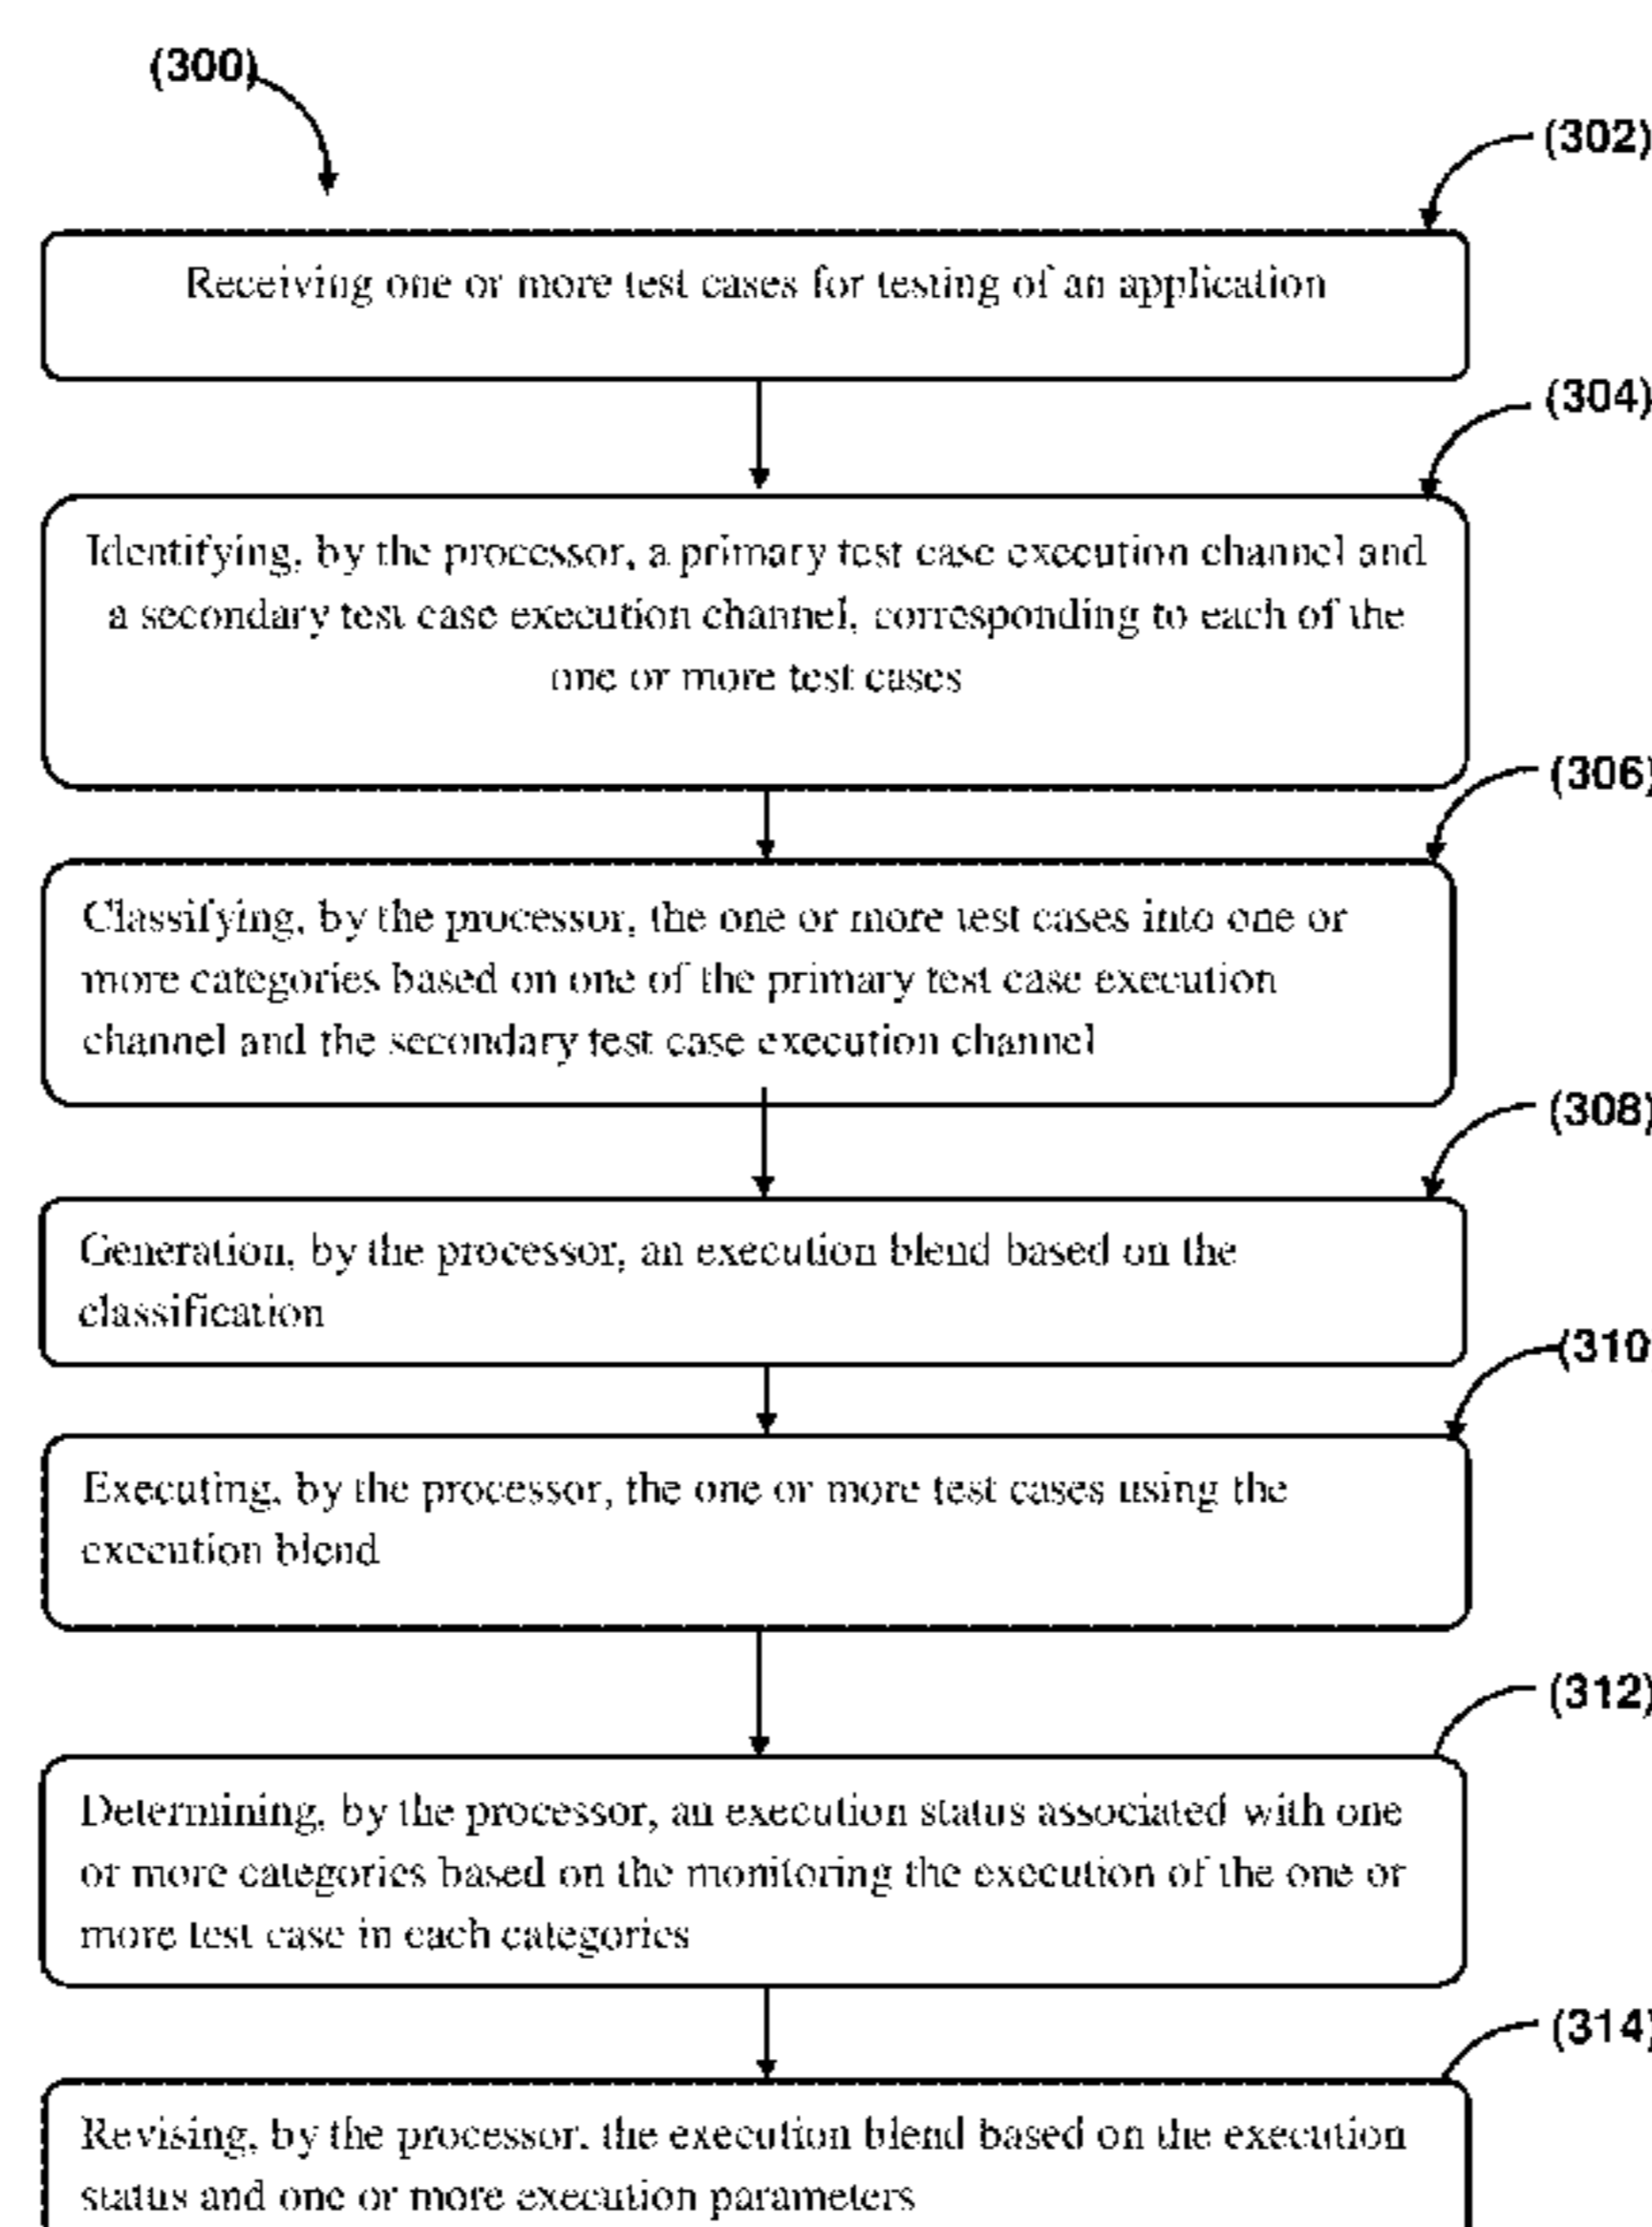 (300)
(302)
Receiving one or more test cases for testing of an application
(304)
Identifying, by the processor, a primary test case execution channel and
a secondary test case execution channel, corresponding to each of the
one or more test cases
(306)
Classifying, by the processor, the one or more test cases into one or
more categories based on one of the primary test case execution
channel and the secondary test case execution channel
(308)
Generation, by the processor, an execution blend based on the
classification
(310
Executing, by the processor, the one or more test cases using the
execution blend
(312)
Determining, by the processor, an execution status associated with one
or more categories based on the monitoring the execution of the one or
more test case in each categories
(314)
Revising, by the processor, the execution blend based on the execution
status and one or more execution parameters